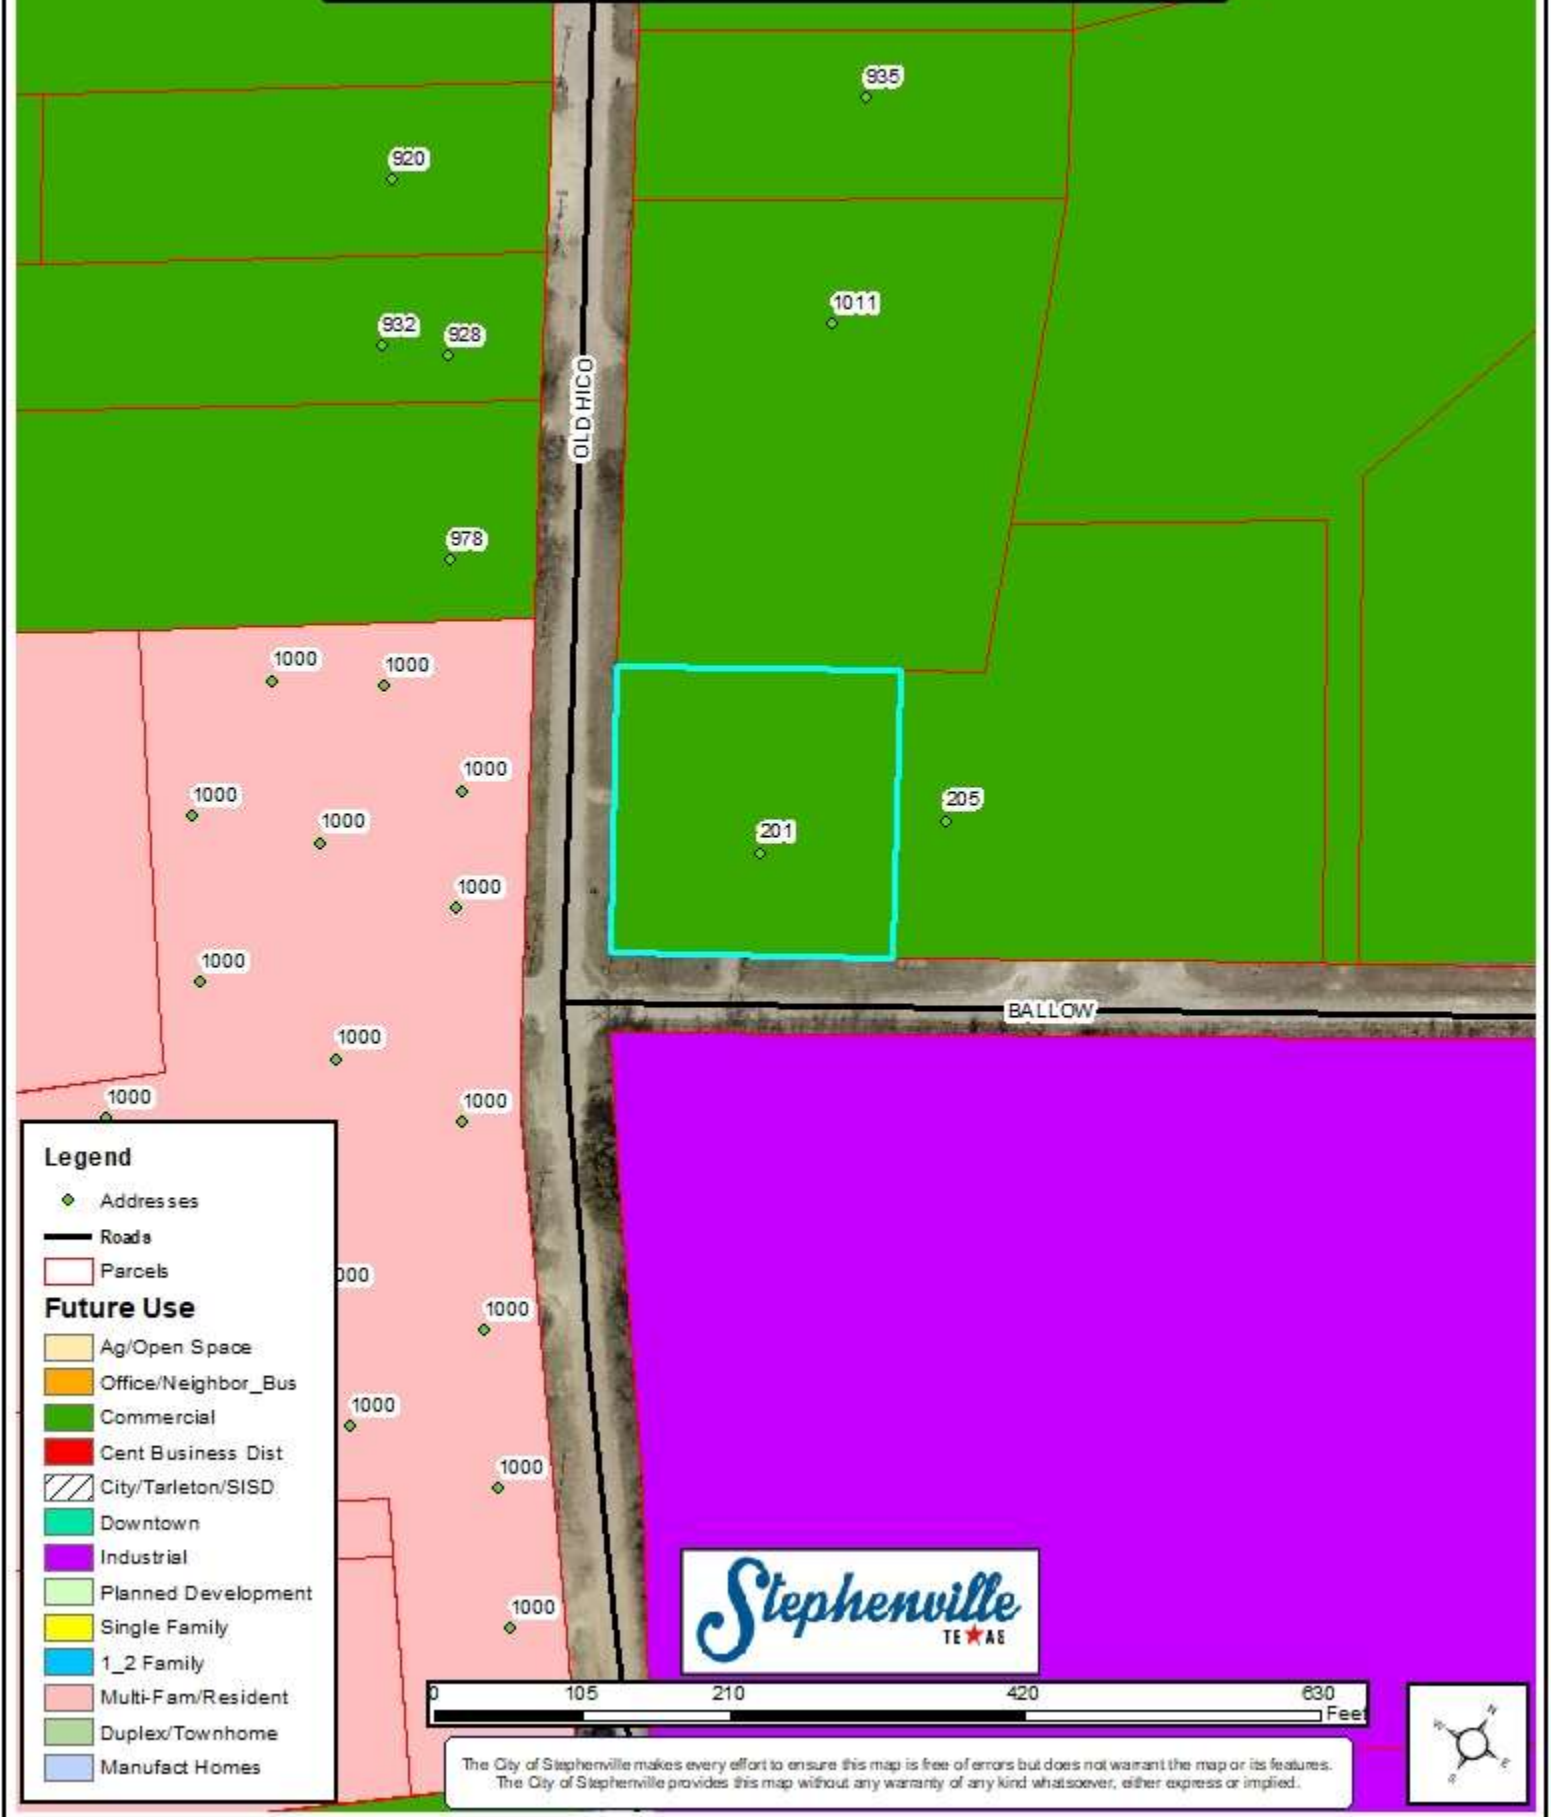 935
920
1011
932
928
OLD HICO
978
1000
1000
1000
1000
1000
205
201
1000
1000
1000
BALLOW
1000
1000
Legend
Addresses
Roads
Parcels
Future Use
Ag/Open Space
Office/Neighbor_Bus
Commercial
Cent Business Dist
City/Tarleton/SISD
Downtown
Industrial
Planned Development
Single Family
1_2 Family
Multi-Fam/Resident
Duplex/Townhome
Manufact Homes
000
1000
1000
1000
1000
Stephenville
TEXAS
0 105 210 420 630
Feet
N
W
E
S
The City of Stephenville makes every effort to ensure this map is free of errors but does not warrant the map or its features.
The City of Stephenville provides this map without any warranty of any kind whatsoever, either express or implied.